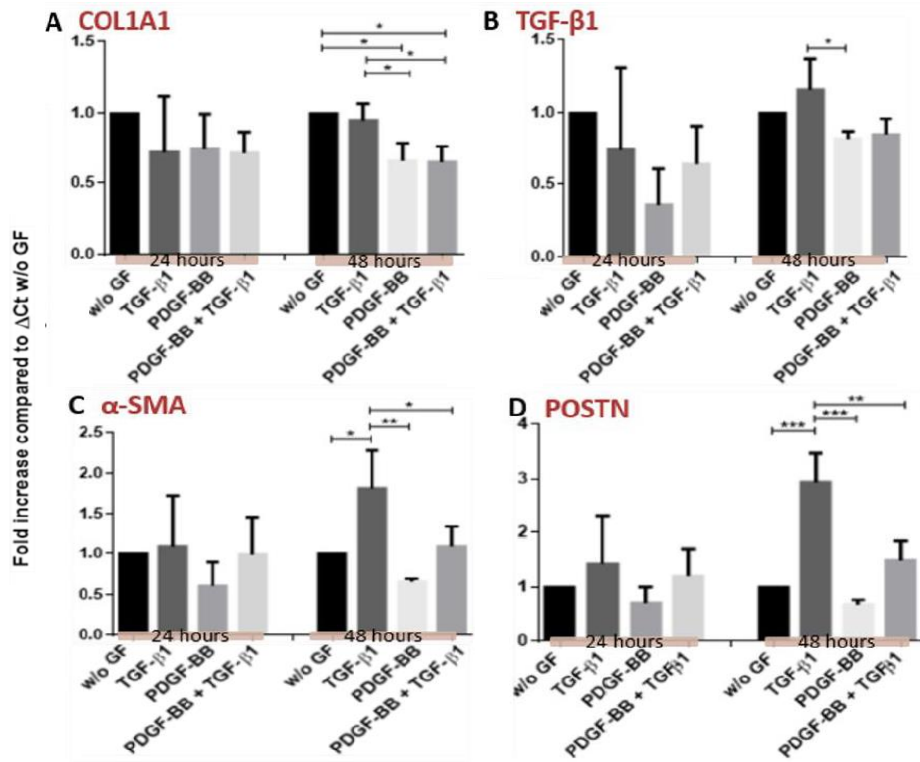 A COL1A1
1.5
1.0
0.5
0.0
* * * *
24 hours 48 hours
w/o GF TGF-β1 PDGF-BB PDGF-BB + TGF-β1 w/o GF TGF-β1 PDGF-BB PDGF-BB + TGF-β1
B TGF-β1
1.5
1.0
0.5
0.0
*
24 hours 48 hours
w/o GF TGF-β1 PDGF-BB PDGF-BB + TGF-β1 w/o GF TGF-β1 PDGF-BB PDGF-BB + TGF-β1
Fold increase compared to ΔCt w/o GF
C α-SMA
2.5
2.0
1.5
1.0
0.5
0.0
* ** *
24 hours 48 hours
w/o GF TGF-β1 PDGF-BB PDGF-BB + TGF-β1 w/o GF TGF-β1 PDGF-BB PDGF-BB + TGF-β1
D POSTN
4
3
2
1
0
*** *** **
24 hours 48 hours
w/o GF TGF-β1 PDGF-BB PDGF-BB + TGFβ1 w/o GF TGF-β1 PDGF-BB PDGF-BB + TGFβ1